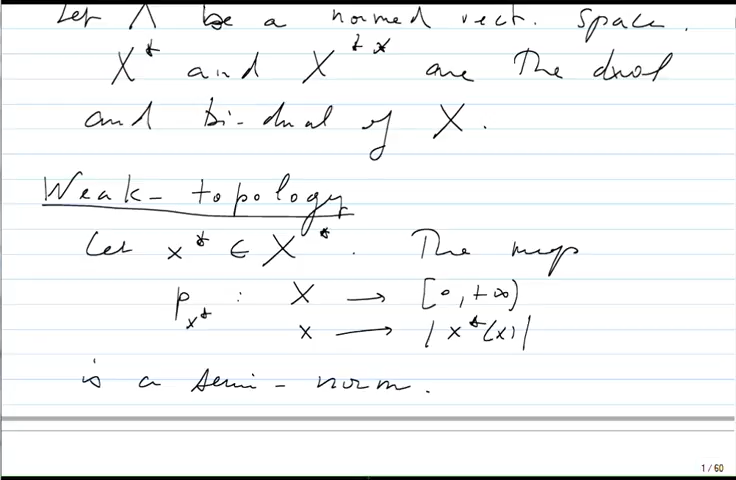 Let X be a normed vect. space.
X* and X** are the dual
and bi-dual of X.
Weak-topology
Let x* ∈ X*. The map
p_{x*} : X → [0, +∞)
x → |x*(x)|
is a semi-norm.
1 / 60